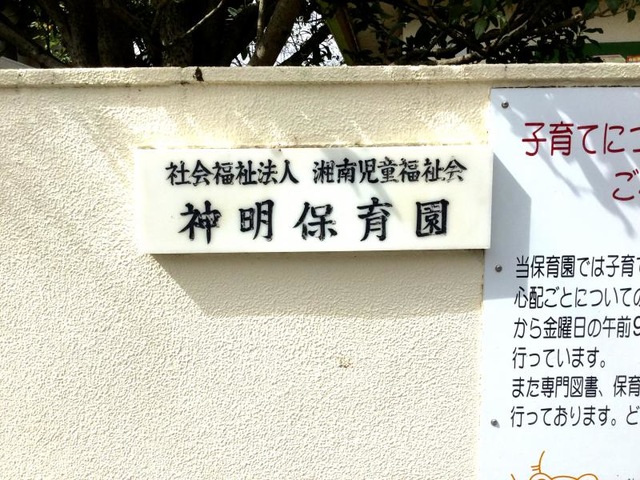 社会福祉法人 湘南児童福祉会
神明保育園
子育てにつ
ご
当保育園では子育て
心配ごとについての
から金曜日の午前9
行っています。
また専門図書、保育
行っております。ど